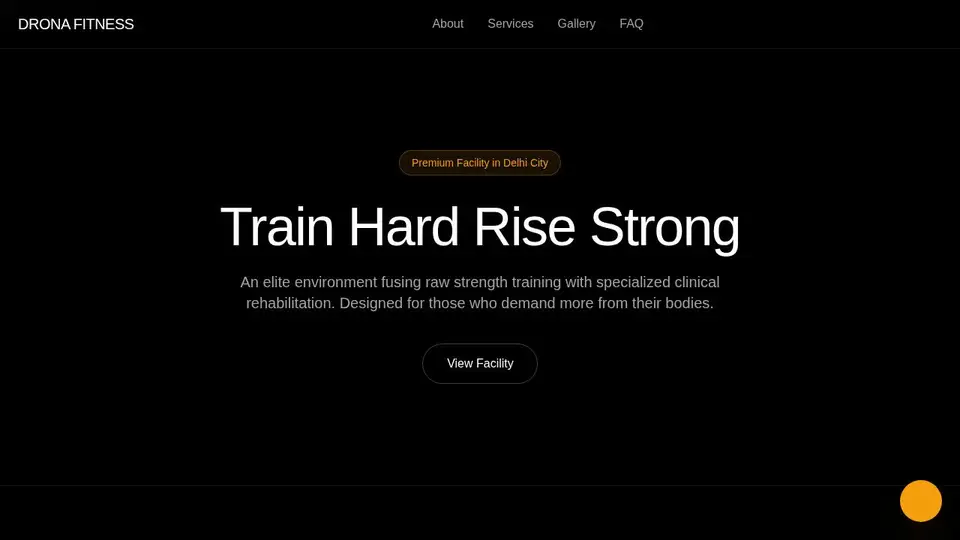 DRONA FITNESS
About
Services
Gallery
FAQ
Premium Facility in Delhi City
Train Hard Rise Strong
An elite environment fusing raw strength training with specialized clinical
rehabilitation. Designed for those who demand more from their bodies.
View Facility